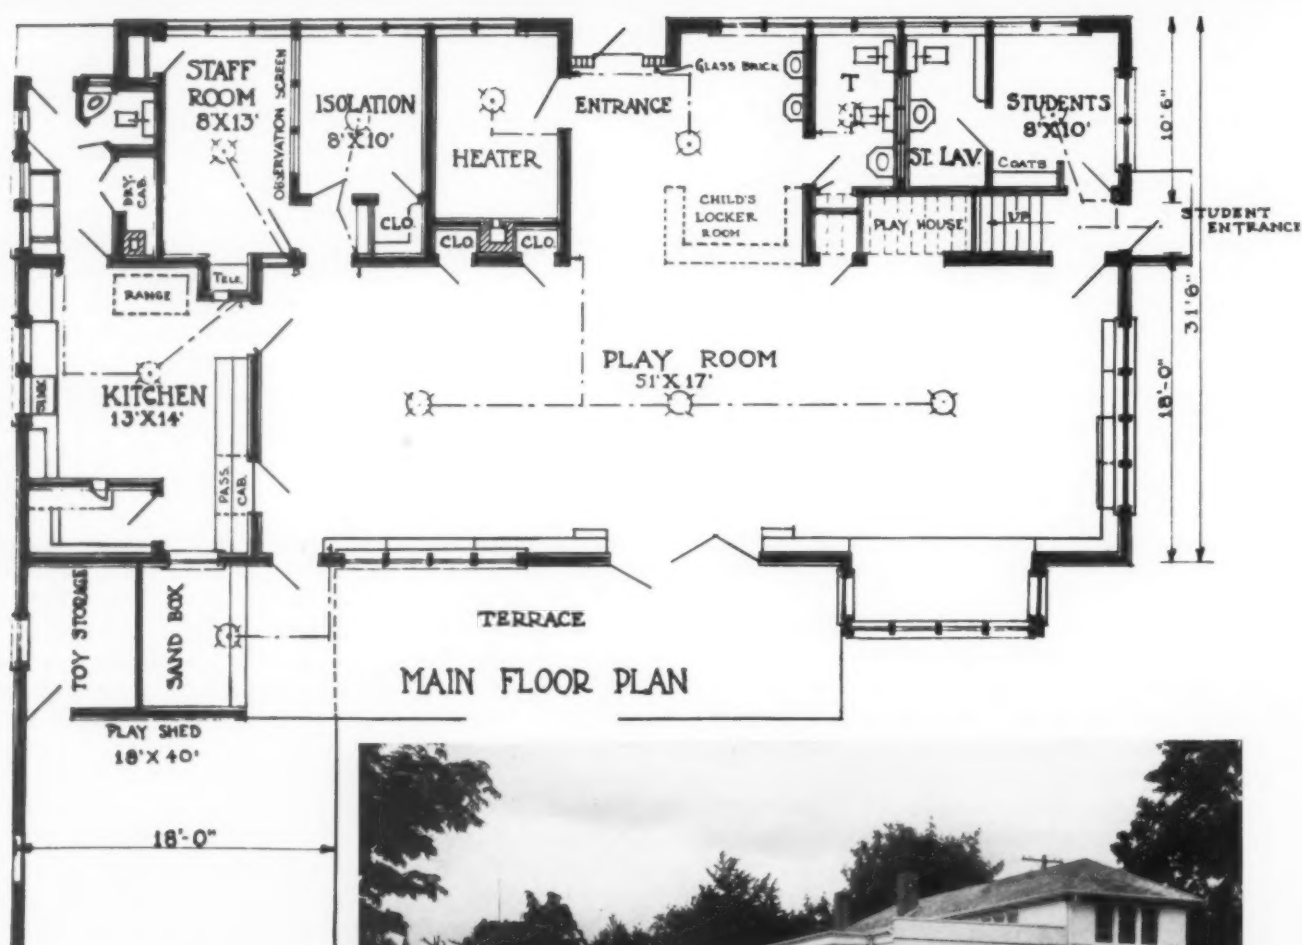 STAFF
ROOM
8'X13'
OBSERVATION SCREEN
ISOLATION
8'X10'
HEATER
ENTRANCE
GLASS BRICK
T
ST. LAV.
STUDENTS
8'X10'
COATS
10'6"
DRY.
CAB.
CLO.
CLO.
CLO.
CHILD'S
LOCKER
ROOM
PLAY HOUSE
UP
STUDENT
ENTRANCE
TELE.
RANGE
31'6"
KITCHEN
13'X14'
SINK
PLAY ROOM
51'X17'
18'-0"
PASS.
CAB.
TOY STORAGE
SAND BOX
TERRACE
MAIN FLOOR PLAN
PLAY SHED
18'X40'
18'-0"